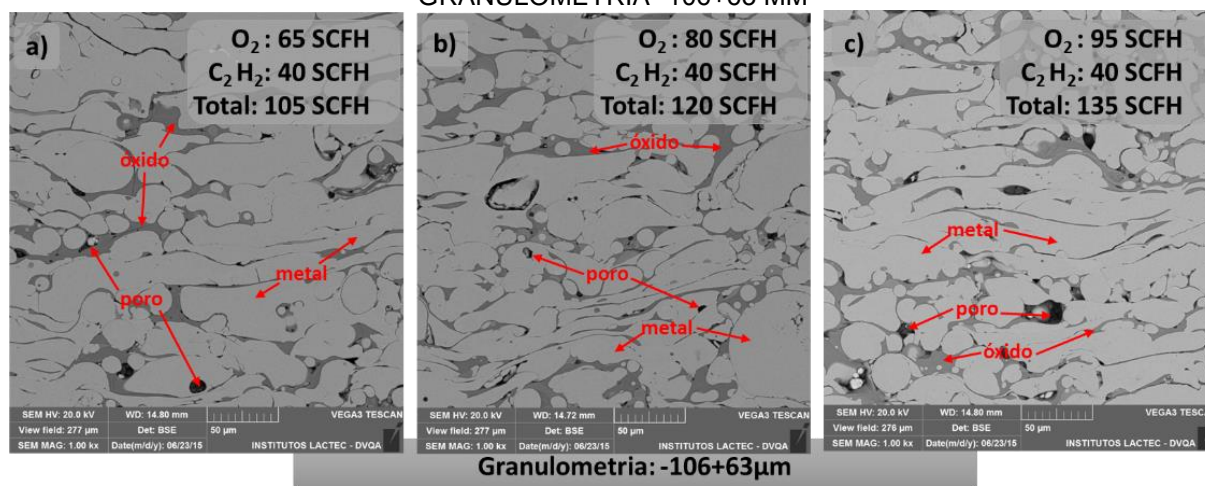 GRANULOMETRIA -106+63 MM
a)
O₂ : 65 SCFH
C₂ H₂: 40 SCFH
Total: 105 SCFH
óxido
metal
poro
SEM HV: 20.0 kV WD: 14.80 mm VEGA3 TESCAN
View field: 277 µm Det: BSE 50 µm
SEM MAG: 1.00 kx Date(m/d/y): 06/23/15 INSTITUTOS LACTEC - DVQA
b)
O₂ : 80 SCFH
C₂ H₂: 40 SCFH
Total: 120 SCFH
óxido
poro
metal
SEM HV: 20.0 kV WD: 14.72 mm VEGA3 TESCAN
View field: 277 µm Det: BSE 50 µm
SEM MAG: 1.00 kx Date(m/d/y): 06/23/15 INSTITUTOS LACTEC - DVQA
c)
O₂ : 95 SCFH
C₂ H₂: 40 SCFH
Total: 135 SCFH
metal
poro
óxido
SEM HV: 20.0 kV WD: 14.80 mm VEGA3 TESCAN
View field: 276 µm Det: BSE 50 µm
SEM MAG: 1.00 kx Date(m/d/y): 06/23/15 INSTITUTOS LACTEC - DVQA
Granulometria: -106+63µm